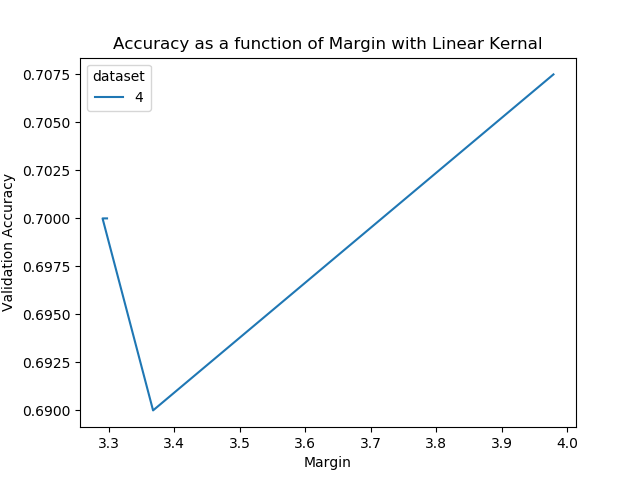 Accuracy as a function of Margin with Linear Kernal
dataset
4
Validation Accuracy
0.7075
0.7050
0.7025
0.7000
0.6975
0.6950
0.6925
0.6900
3.3 3.4 3.5 3.6 3.7 3.8 3.9 4.0
Margin